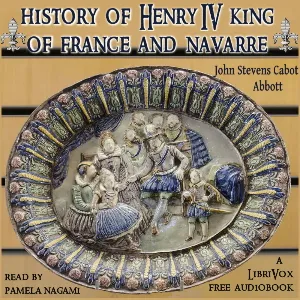 HISTORY OF HENRY IV KING
OF FRANCE AND NAVARRE
John Stevens Cabot
Abbott
READ BY
PAMELA NAGAMI
A
LIBRIVOX
FREE AUDIOBOOK